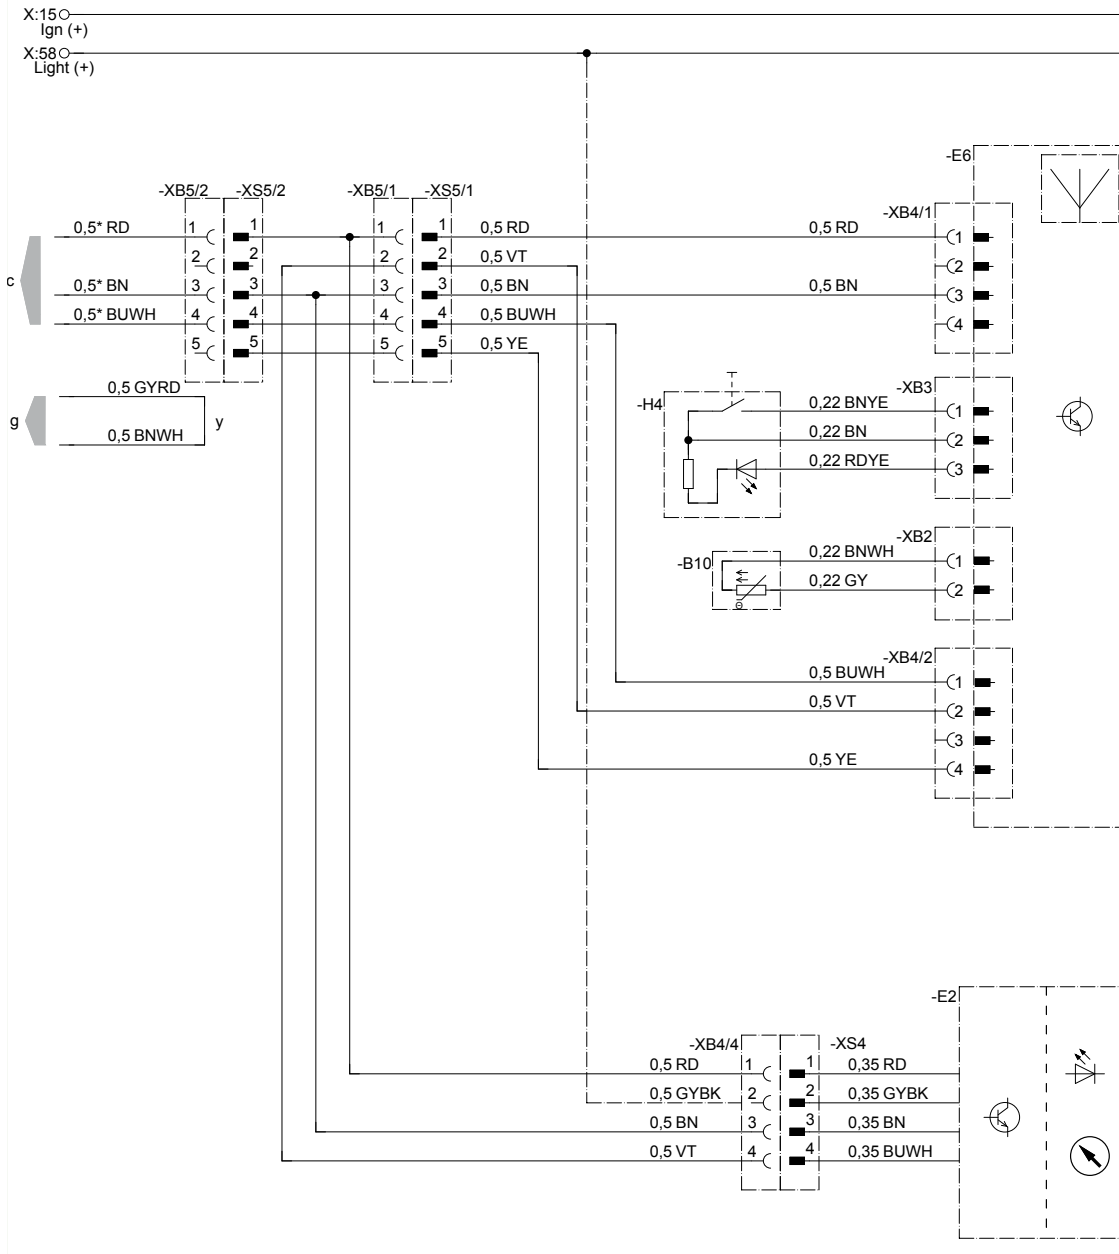 X:15
Ign (+)
X:58
Light (+)
-E6
-XB5/2 -XS5/2 -XB5/1 -XS5/1
-XB4/1
0,5* RD 1 1 1 1 0,5 RD 0,5 RD 1
2 2 2 2 0,5 VT 2
c 0,5* BN 3 3 3 3 0,5 BN 0,5 BN 3
0,5* BUWH 4 4 4 4 0,5 BUWH 4
5 5 5 5 0,5 YE
0,5 GYRD
g y
0,5 BNWH
-XB3
-H4 0,22 BNYE 1
0,22 BN 2
0,22 RDYE 3
-XB2
-B10 0,22 BNWH 1
0,22 GY 2
-XB4/2
0,5 BUWH 1
0,5 VT 2
3
0,5 YE 4
-E2
-XB4/4 -XS4
0,5 RD 1 1 0,35 RD
0,5 GYBK 2 2 0,35 GYBK
0,5 BN 3 3 0,35 BN
0,5 VT 4 4 0,35 BUWH